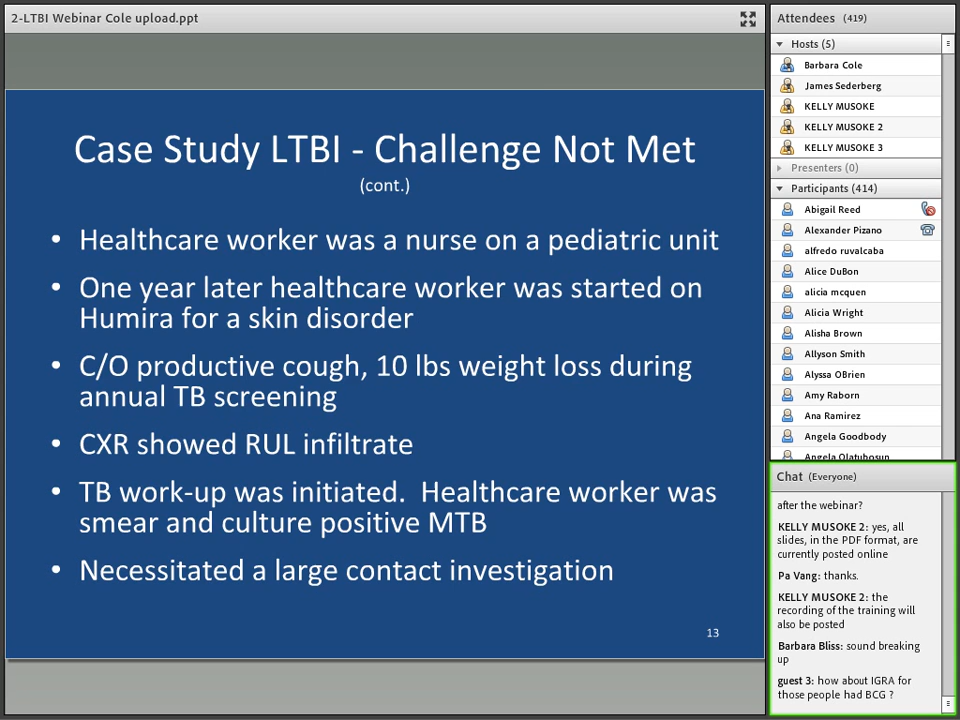 2-LTBI Webinar Cole upload.ppt
Case Study LTBI - Challenge Not Met
(cont.)
• Healthcare worker was a nurse on a pediatric unit
• One year later healthcare worker was started on
Humira for a skin disorder
• C/O productive cough, 10 lbs weight loss during
annual TB screening
• CXR showed RUL infiltrate
• TB work-up was initiated.  Healthcare worker was
smear and culture positive MTB
• Necessitated a large contact investigation
13
Attendees (419)
Hosts (5)
Barbara Cole
James Sederberg
KELLY MUSOKE
KELLY MUSOKE 2
KELLY MUSOKE 3
Presenters (0)
Participants (414)
Abigail Reed
Alexander Pizano
alfredo ruvalcaba
Alice DuBon
alicia mcquen
Alicia Wright
Alisha Brown
Allyson Smith
Alyssa OBrien
Amy Raborn
Ana Ramirez
Angela Goodbody
Angela Olatubosun
Chat (Everyone)
after the webinar?
KELLY MUSOKE 2: yes, all
slides, in the PDF format, are
currently posted online
Pa Vang: thanks.
KELLY MUSOKE 2: the
recording of the training will
also be posted
Barbara Bliss: sound breaking
up
guest 3: how about IGRA for
those people had BCG ?